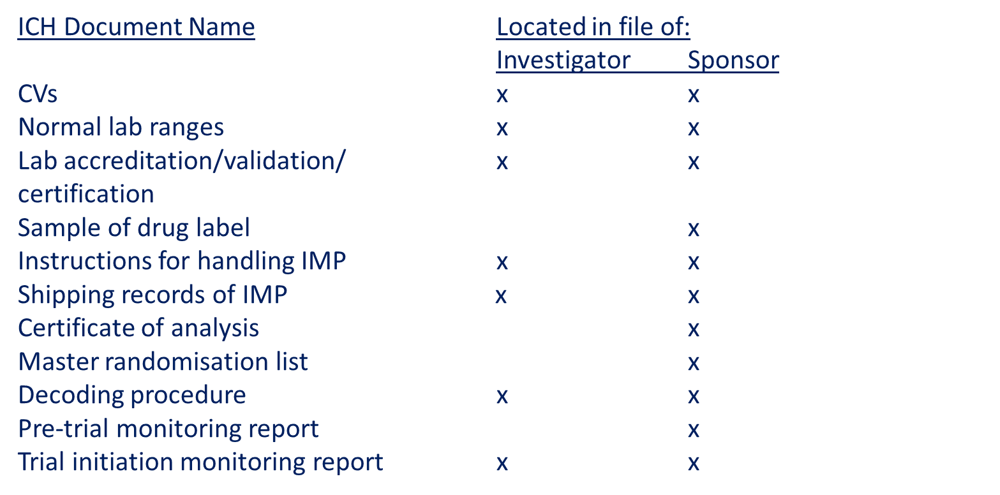 ICH Document Name Located in file of:
Investigator Sponsor
CVs x x
Normal lab ranges x x
Lab accreditation/validation/ x x
certification
Sample of drug label x
Instructions for handling IMP x x
Shipping records of IMP x x
Certificate of analysis x
Master randomisation list x
Decoding procedure x x
Pre-trial monitoring report x
Trial initiation monitoring report x x